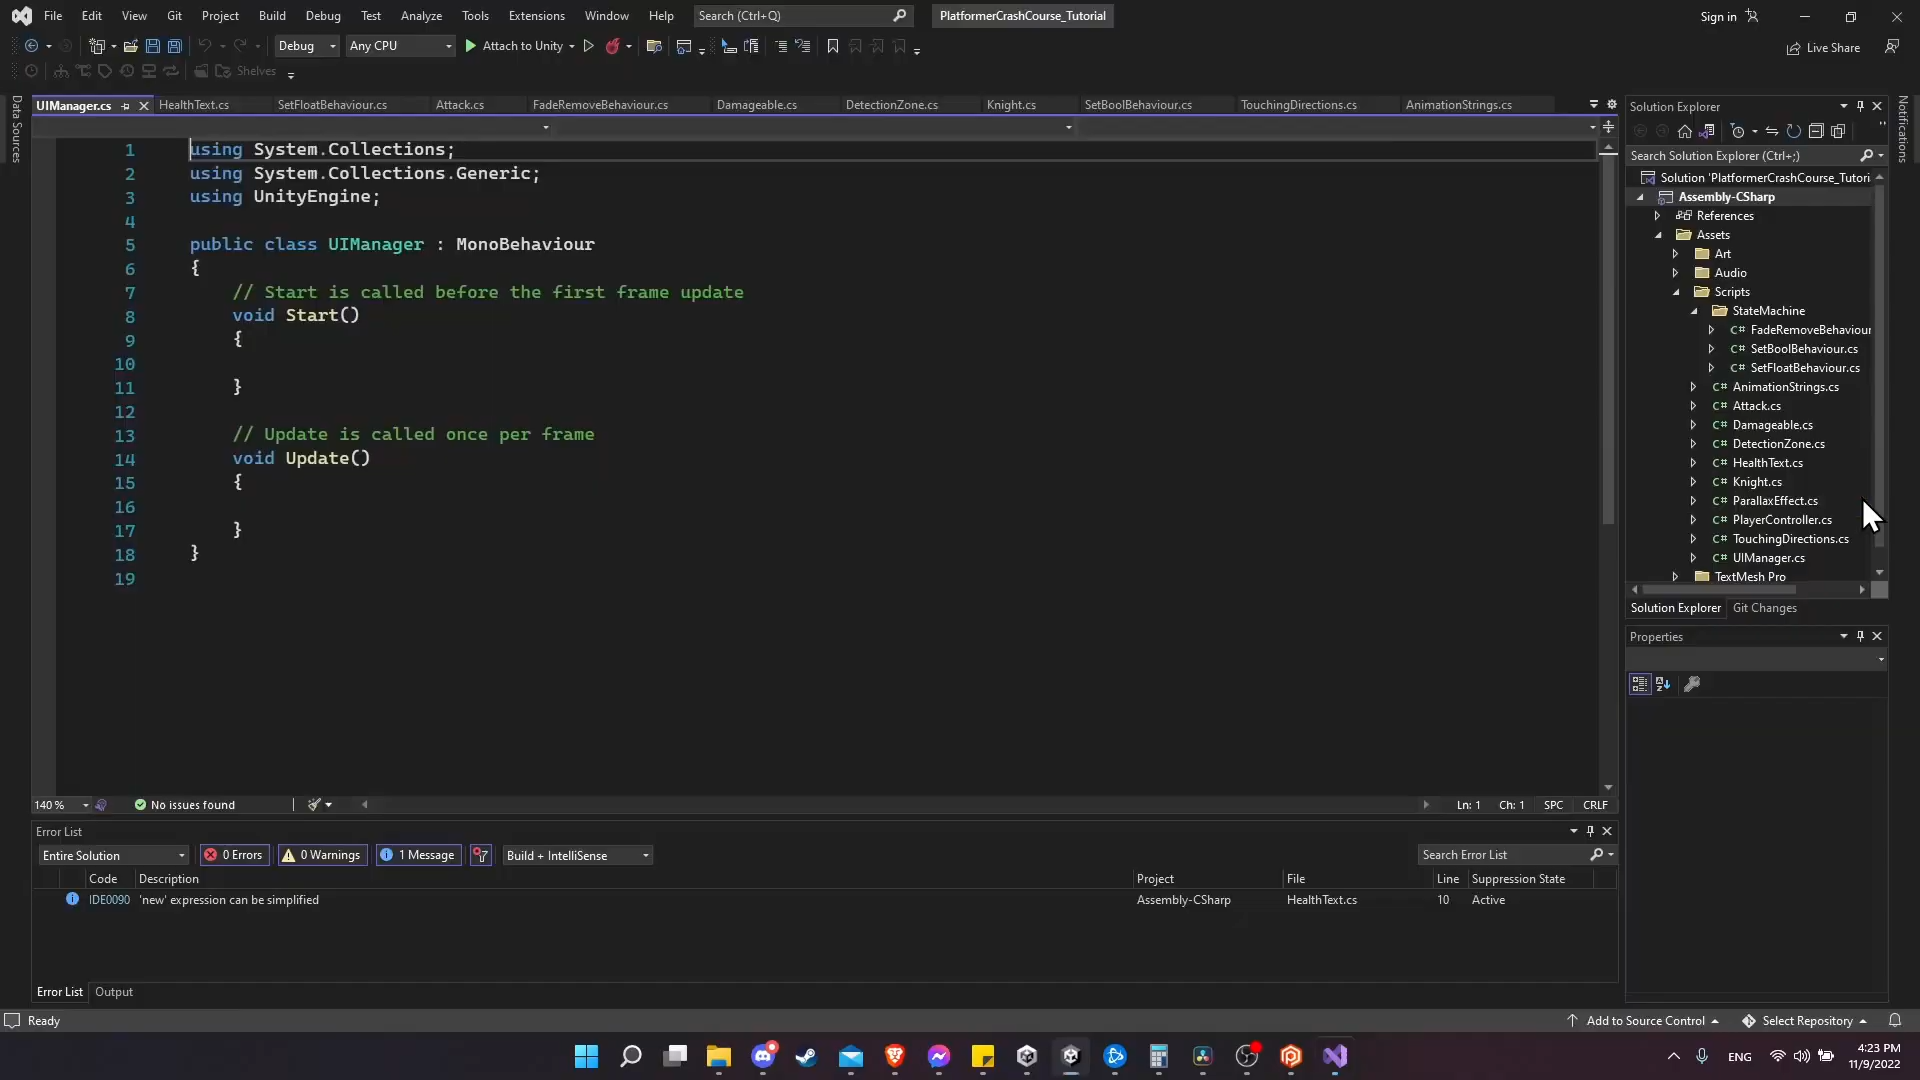 File Edit View Git Project Build Debug Test Analyze Tools Extensions Window Help Search (Ctrl+Q) PlatformerCrashCourse_Tutorial Sign in
Debug Any CPU Attach to Unity Live Share
Shelves
UIManager.cs HealthText.cs SetFloatBehaviour.cs Attack.cs FadeRemoveBehaviour.cs Damageable.cs DetectionZone.cs Knight.cs SetBoolBehaviour.cs TouchingDirections.cs AnimationStrings.cs
Data Sources
1 using System.Collections;
2 using System.Collections.Generic;
3 using UnityEngine;
4
5 public class UIManager : MonoBehaviour
6 {
7 // Start is called before the first frame update
8 void Start()
9 {
10
11 }
12
13 // Update is called once per frame
14 void Update()
15 {
16
17 }
18 }
19
140 % No issues found Ln: 1 Ch: 1 SPC CRLF
Solution Explorer
Search Solution Explorer (Ctrl+;)
Solution 'PlatformerCrashCourse_Tutori
Assembly-CSharp
References
Assets
Art
Audio
Scripts
StateMachine
C# FadeRemoveBehaviour
C# SetBoolBehaviour.cs
C# SetFloatBehaviour.cs
C# AnimationStrings.cs
C# Attack.cs
C# Damageable.cs
C# DetectionZone.cs
C# HealthText.cs
C# Knight.cs
C# ParallaxEffect.cs
C# PlayerController.cs
C# TouchingDirections.cs
C# UIManager.cs
TextMesh Pro
Solution Explorer Git Changes
Properties
Notifications
Error List
Entire Solution 0 Errors 0 Warnings 1 Message Build + IntelliSense Search Error List
Code Description Project File Line Suppression State
IDE0090 'new' expression can be simplified Assembly-CSharp HealthText.cs 10 Active
Error List Output
Ready Add to Source Control Select Repository
ENG 4:23 PM
11/9/2022